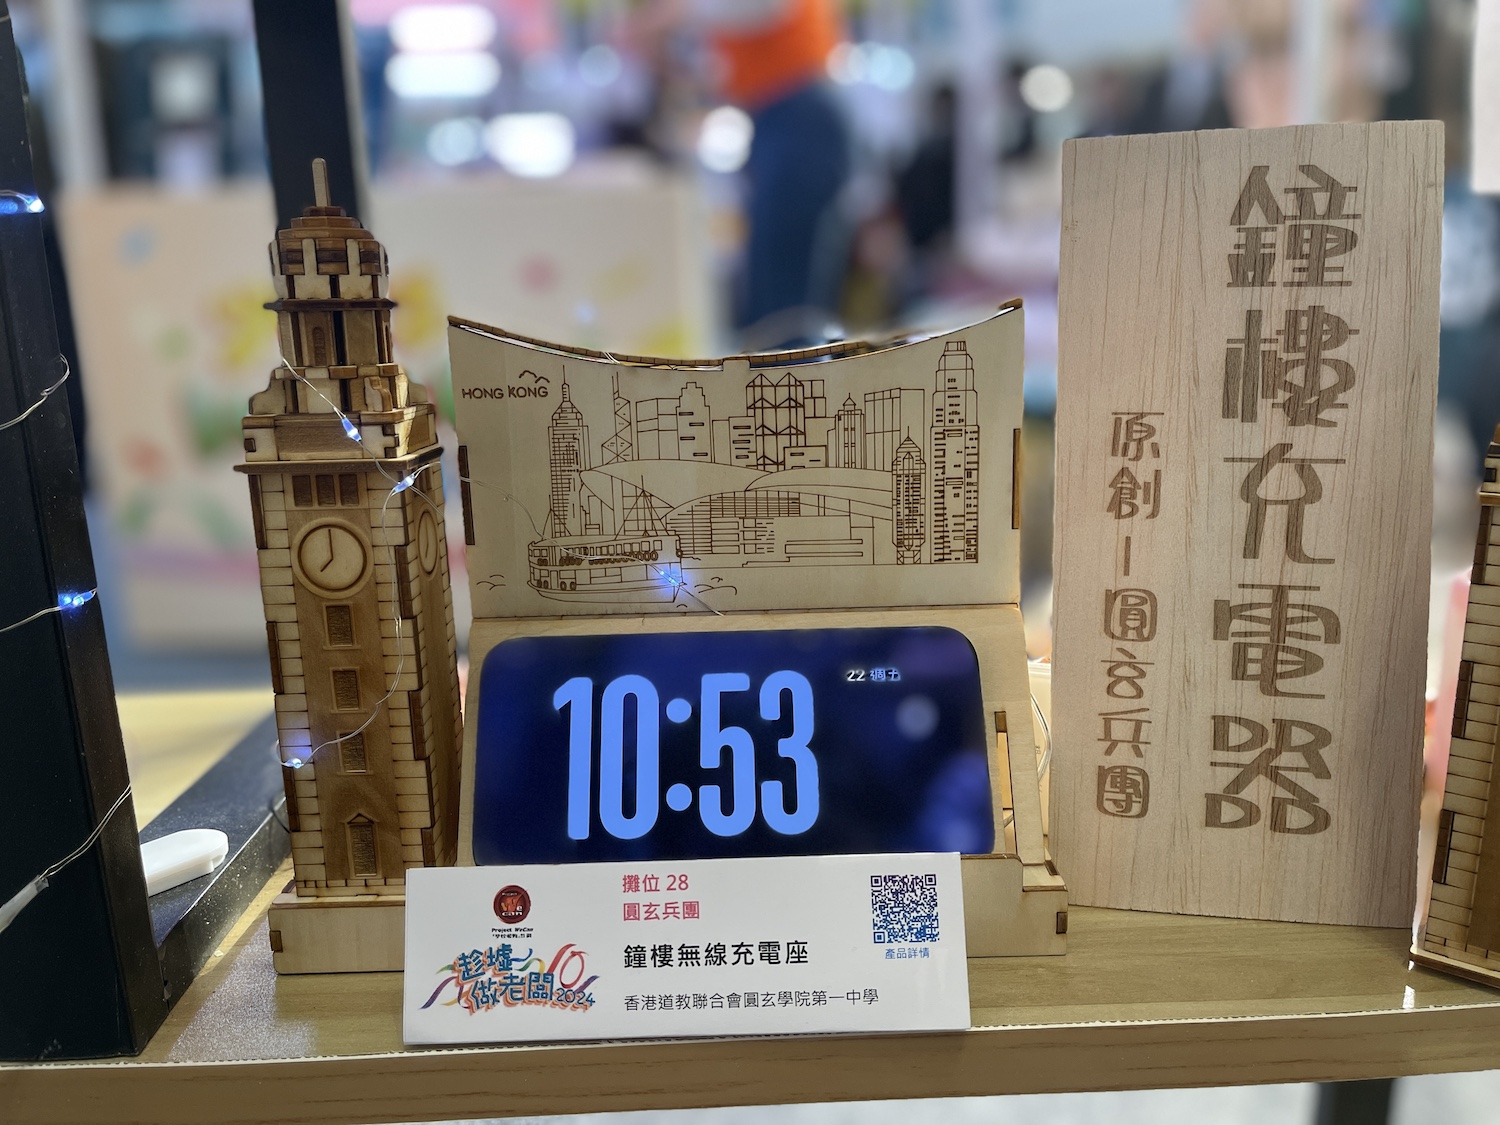 HONG KONG
10:53
22 週五
鐘樓充電器
原創－圓玄兵團
Project WeCan
趁墟
做老闆
10
2024
攤位 28
圓玄兵團
鐘樓無線充電座
香港道教聯合會圓玄學院第一中學
產品詳情